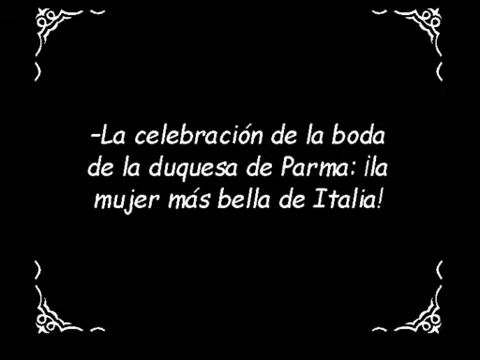 -La celebración de la boda
de la duquesa de Parma: ¡la
mujer más bella de Italia!